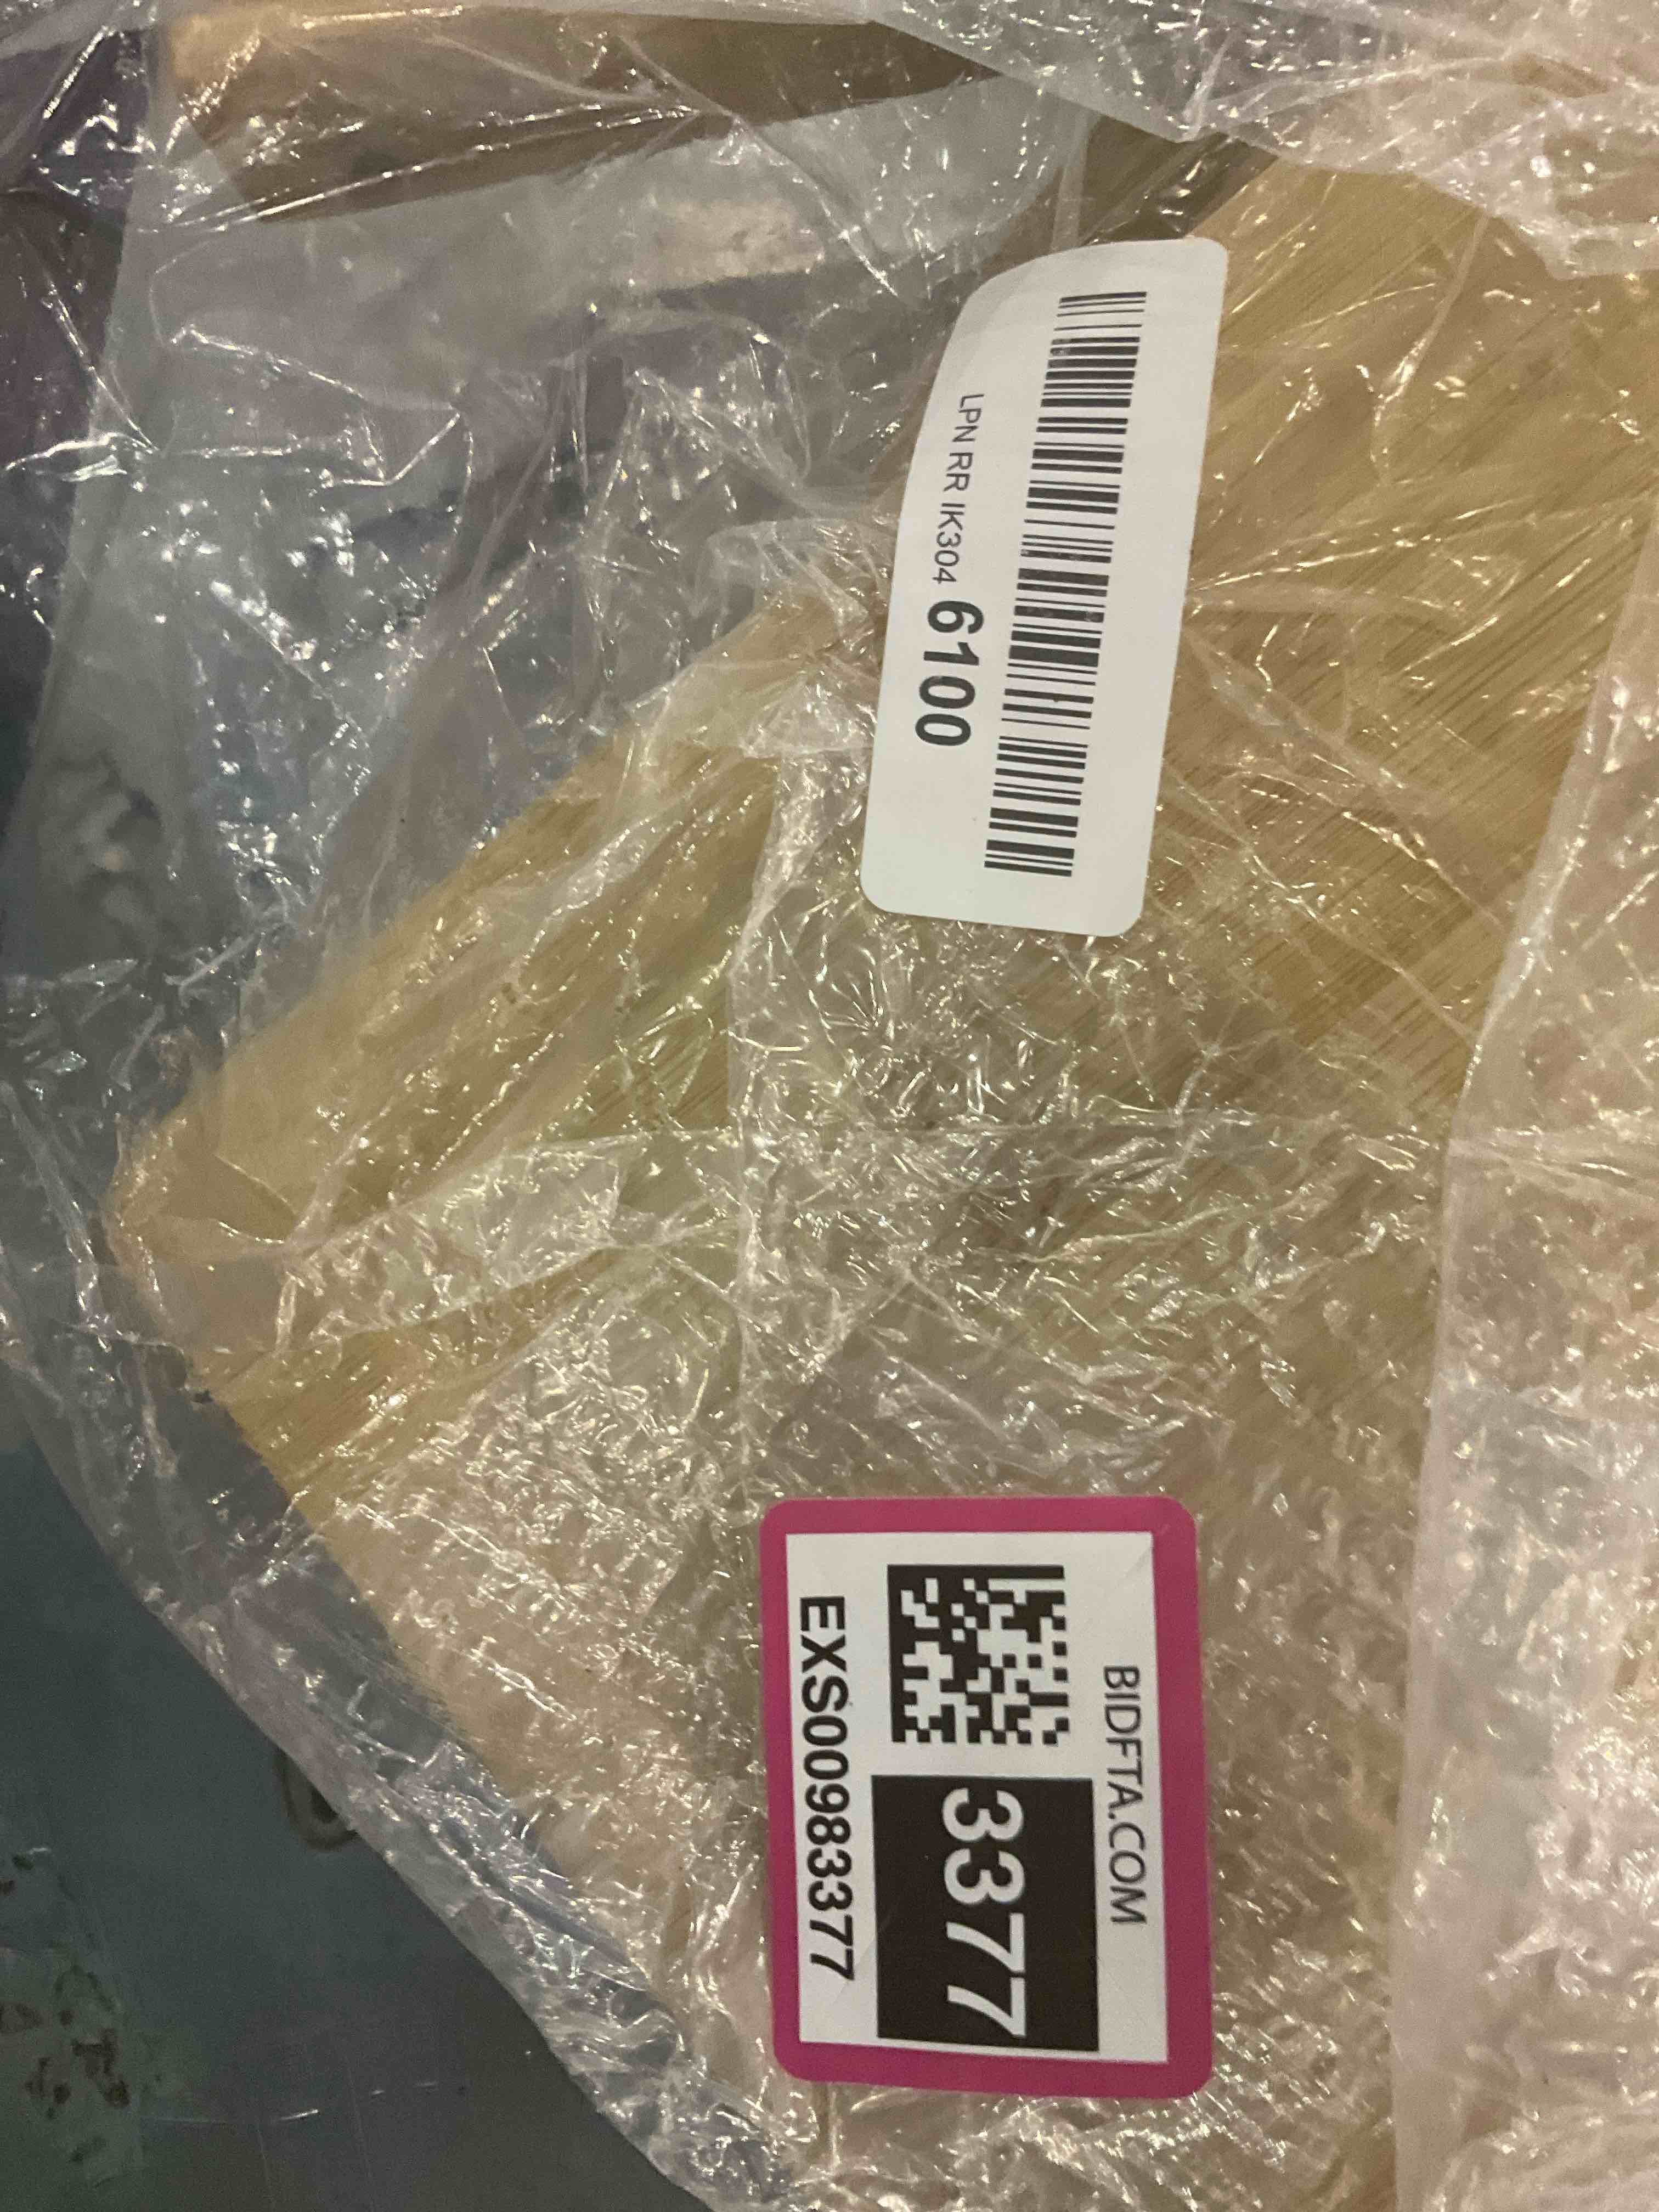 LPN RR IK304 6100
BIDFTA.COM
3377
EXS00983377